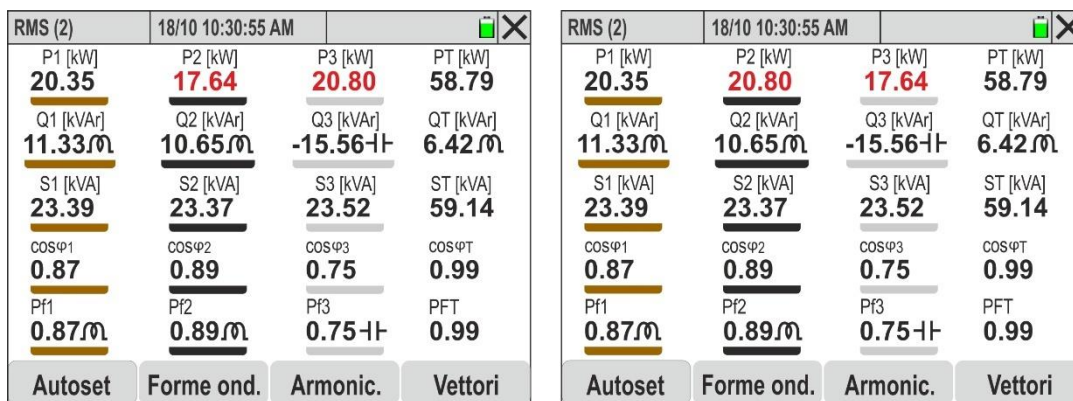 RMS (2) 18/10 10:30:55 AM
P1 [kW] P2 [kW] P3 [kW] PT [kW]
20.35 17.64 20.80 58.79
Q1 [kVAr] Q2 [kVAr] Q3 [kVAr] QT [kVAr]
11.33 10.65 -15.56 6.42
S1 [kVA] S2 [kVA] S3 [kVA] ST [kVA]
23.39 23.37 23.52 59.14
cosφ1 cosφ2 cosφ3 cosφT
0.87 0.89 0.75 0.99
Pf1 Pf2 Pf3 PFT
0.87 0.89 0.75 0.99
Autoset Forme ond. Armonic. Vettori
RMS (2) 18/10 10:30:55 AM
P1 [kW] P2 [kW] P3 [kW] PT [kW]
20.35 20.80 17.64 58.79
Q1 [kVAr] Q2 [kVAr] Q3 [kVAr] QT [kVAr]
11.33 10.65 -15.56 6.42
S1 [kVA] S2 [kVA] S3 [kVA] ST [kVA]
23.39 23.37 23.52 59.14
cosφ1 cosφ2 cosφ3 cosφT
0.87 0.89 0.75 0.99
Pf1 Pf2 Pf3 PFT
0.87 0.89 0.75 0.99
Autoset Forme ond. Armonic. Vettori